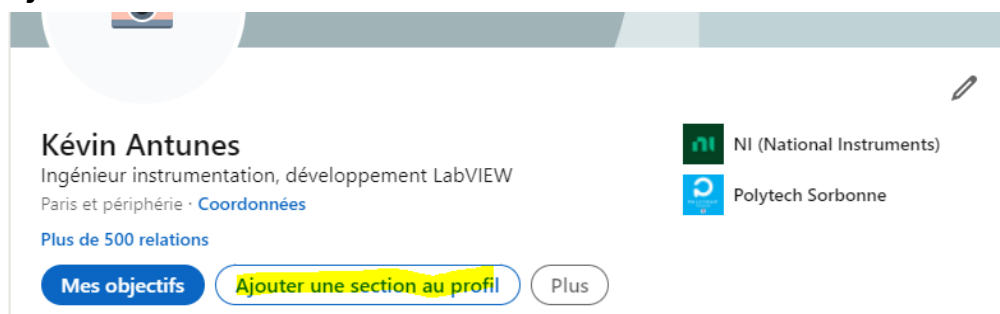 Kévin Antunes
Ingénieur instrumentation, développement LabVIEW
Paris et périphérie · Coordonnées
Plus de 500 relations
Mes objectifs
Ajouter une section au profil
Plus
NI (National Instruments)
Polytech Sorbonne